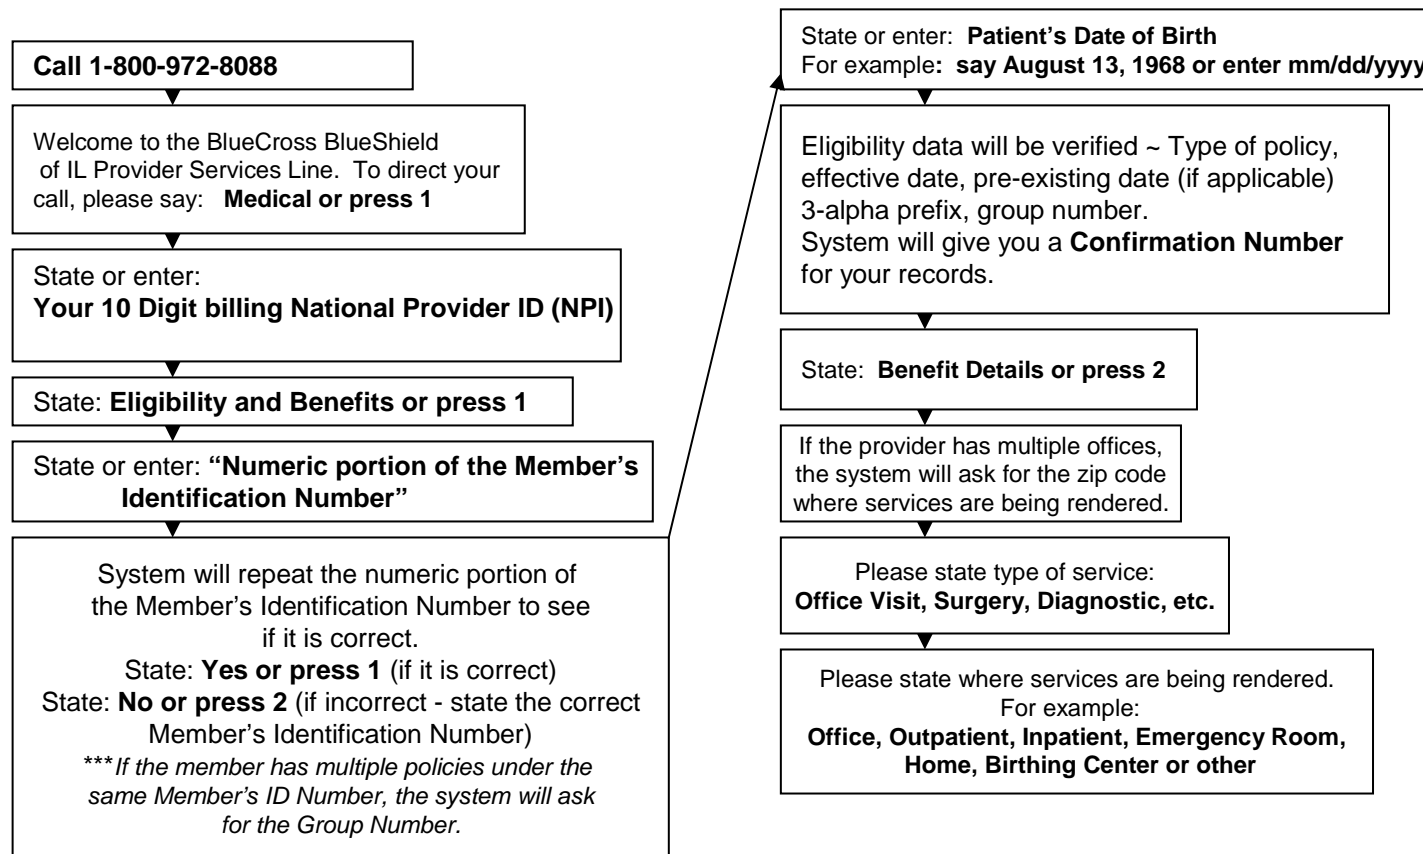 Call 1-800-972-8088
Welcome to the BlueCross BlueShield
of IL Provider Services Line. To direct your
call, please say: Medical or press 1
State or enter:
Your 10 Digit billing National Provider ID (NPI)
State: Eligibility and Benefits or press 1
State or enter: “Numeric portion of the Member’s
Identification Number”
System will repeat the numeric portion of
the Member’s Identification Number to see
if it is correct.
State: Yes or press 1 (if it is correct)
State: No or press 2 (if incorrect - state the correct
Member’s Identification Number)
***If the member has multiple policies under the
same Member’s ID Number, the system will ask
for the Group Number.
State or enter: Patient’s Date of Birth
For example: say August 13, 1968 or enter mm/dd/yyyy
Eligibility data will be verified ~ Type of policy,
effective date, pre-existing date (if applicable)
3-alpha prefix, group number.
System will give you a Confirmation Number
for your records.
State: Benefit Details or press 2
If the provider has multiple offices,
the system will ask for the zip code
where services are being rendered.
Please state type of service:
Office Visit, Surgery, Diagnostic, etc.
Please state where services are being rendered.
For example:
Office, Outpatient, Inpatient, Emergency Room,
Home, Birthing Center or other